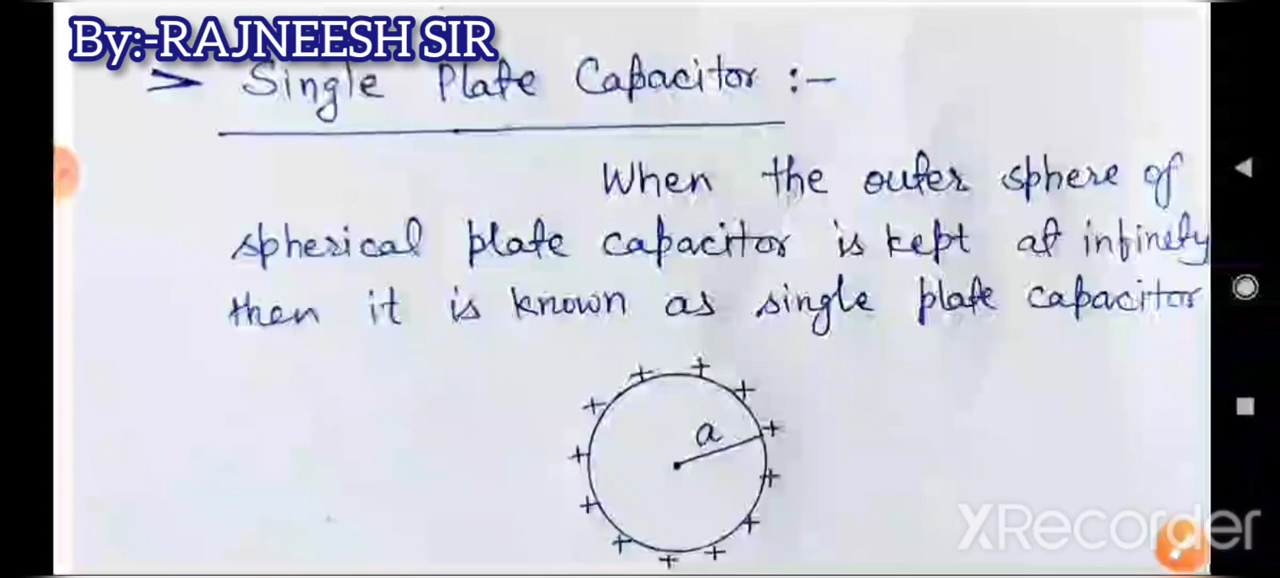 By:-RAJNEESH SIR
> Single Plate Capacitor :-
When the outer sphere of
spherical plate capacitor is kept at infinety
then it is known as single plate capacitor
a
XRecorder